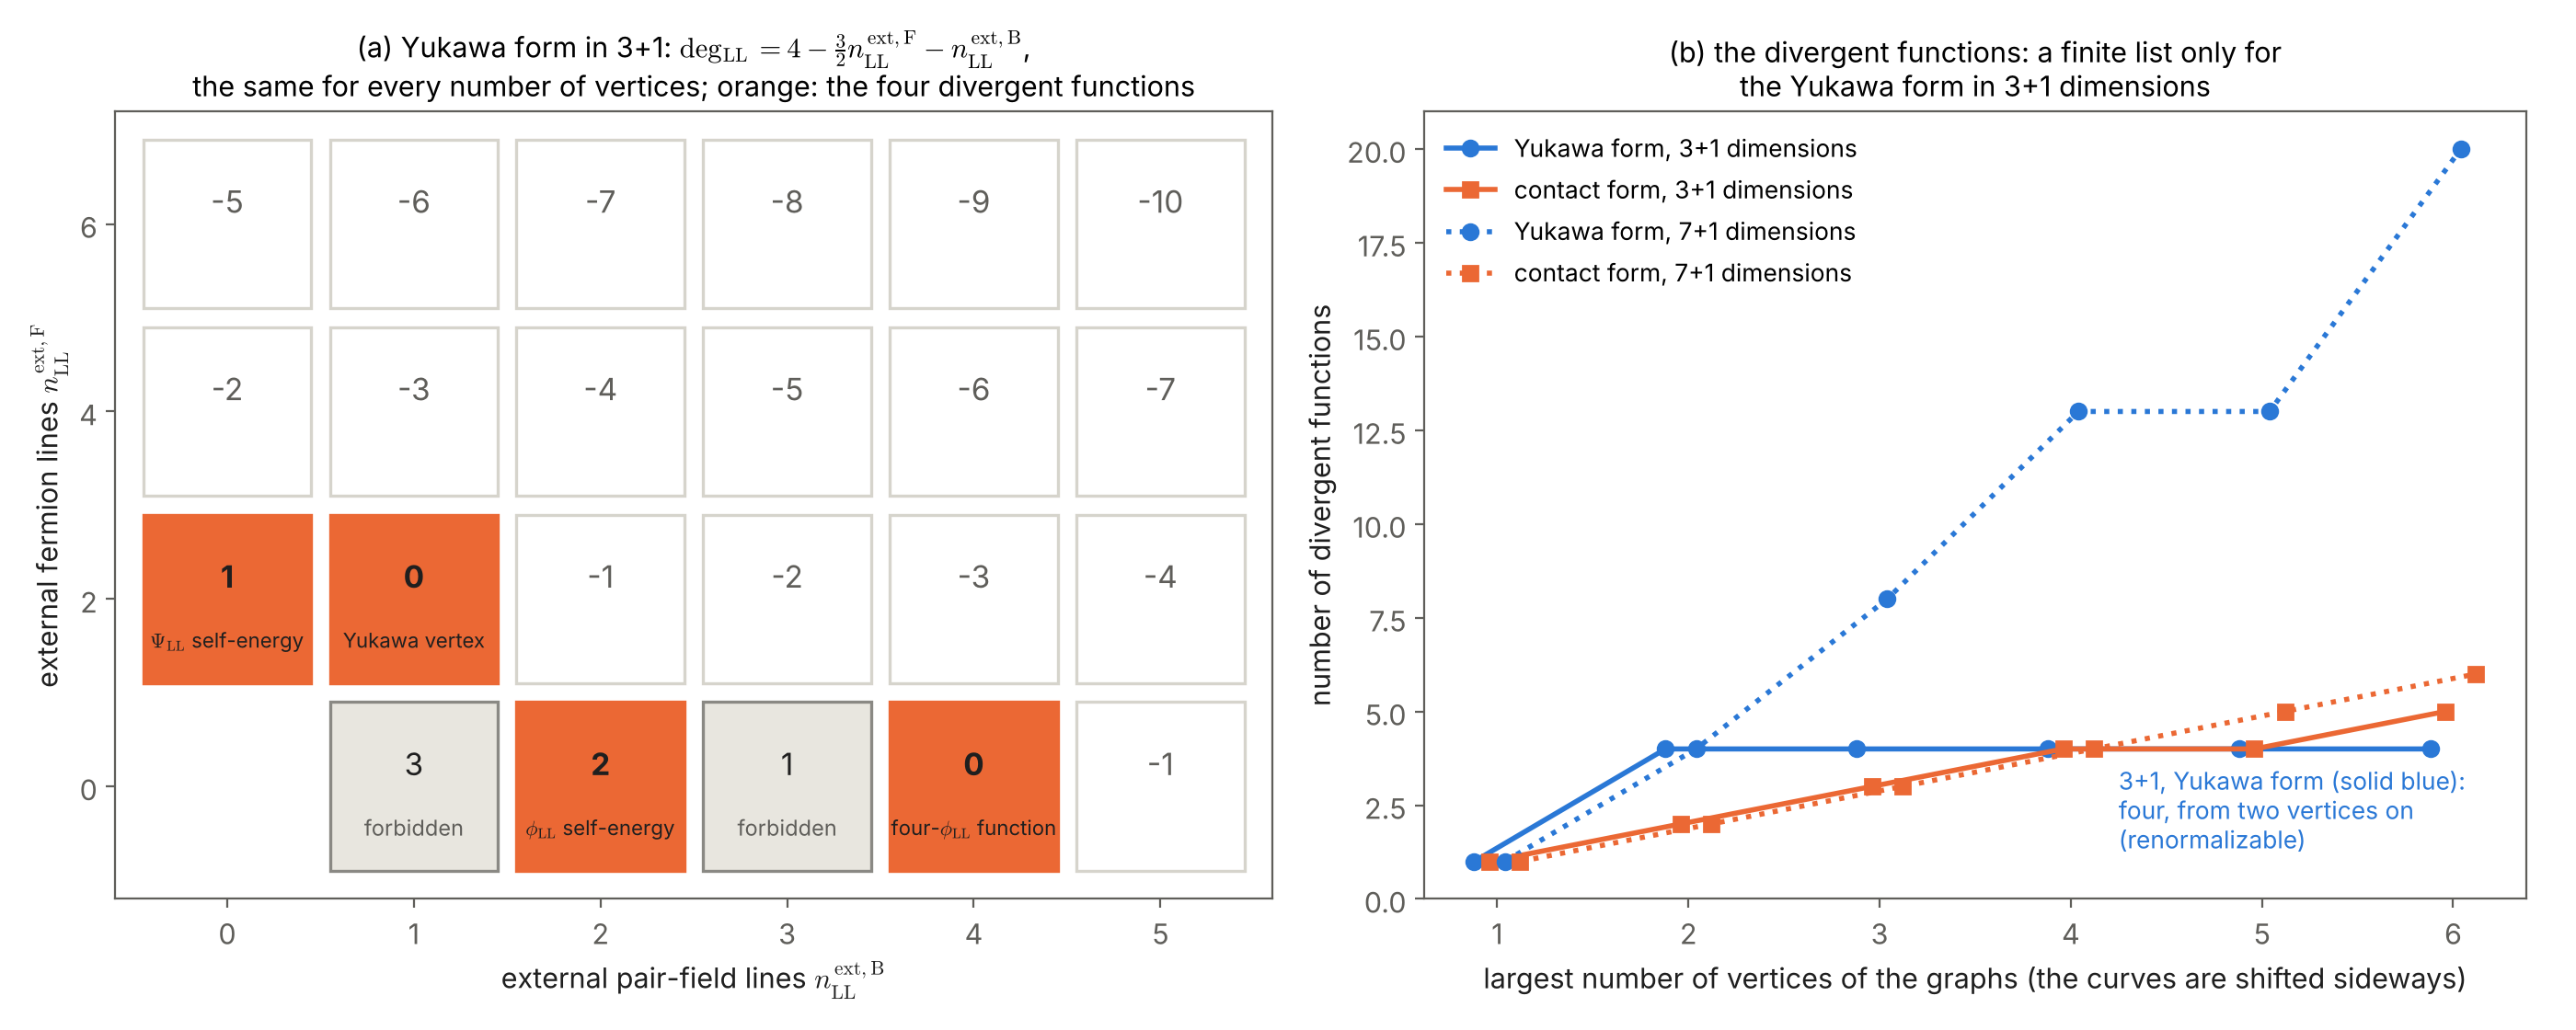 (a) Yukawa form in 3+1: deg_LL = 4 − 3/2 n_LL^ext,F − n_LL^ext,B,
the same for every number of vertices; orange: the four divergent functions
external fermion lines n_LL^ext,F
6
4
2
0
-5 -6 -7 -8 -9 -10
-2 -3 -4 -5 -6 -7
1 0 -1 -2 -3 -4
Ψ_LL self-energy
Yukawa vertex
3 2 1 0 -1
forbidden
ϕ_LL self-energy
forbidden
four-ϕ_LL function
0 1 2 3 4 5
external pair-field lines n_LL^ext,B
(b) the divergent functions: a finite list only for
the Yukawa form in 3+1 dimensions
number of divergent functions
20.0
17.5
15.0
12.5
10.0
7.5
5.0
2.5
0.0
Yukawa form, 3+1 dimensions
contact form, 3+1 dimensions
Yukawa form, 7+1 dimensions
contact form, 7+1 dimensions
3+1, Yukawa form (solid blue):
four, from two vertices on
(renormalizable)
1 2 3 4 5 6
largest number of vertices of the graphs (the curves are shifted sideways)